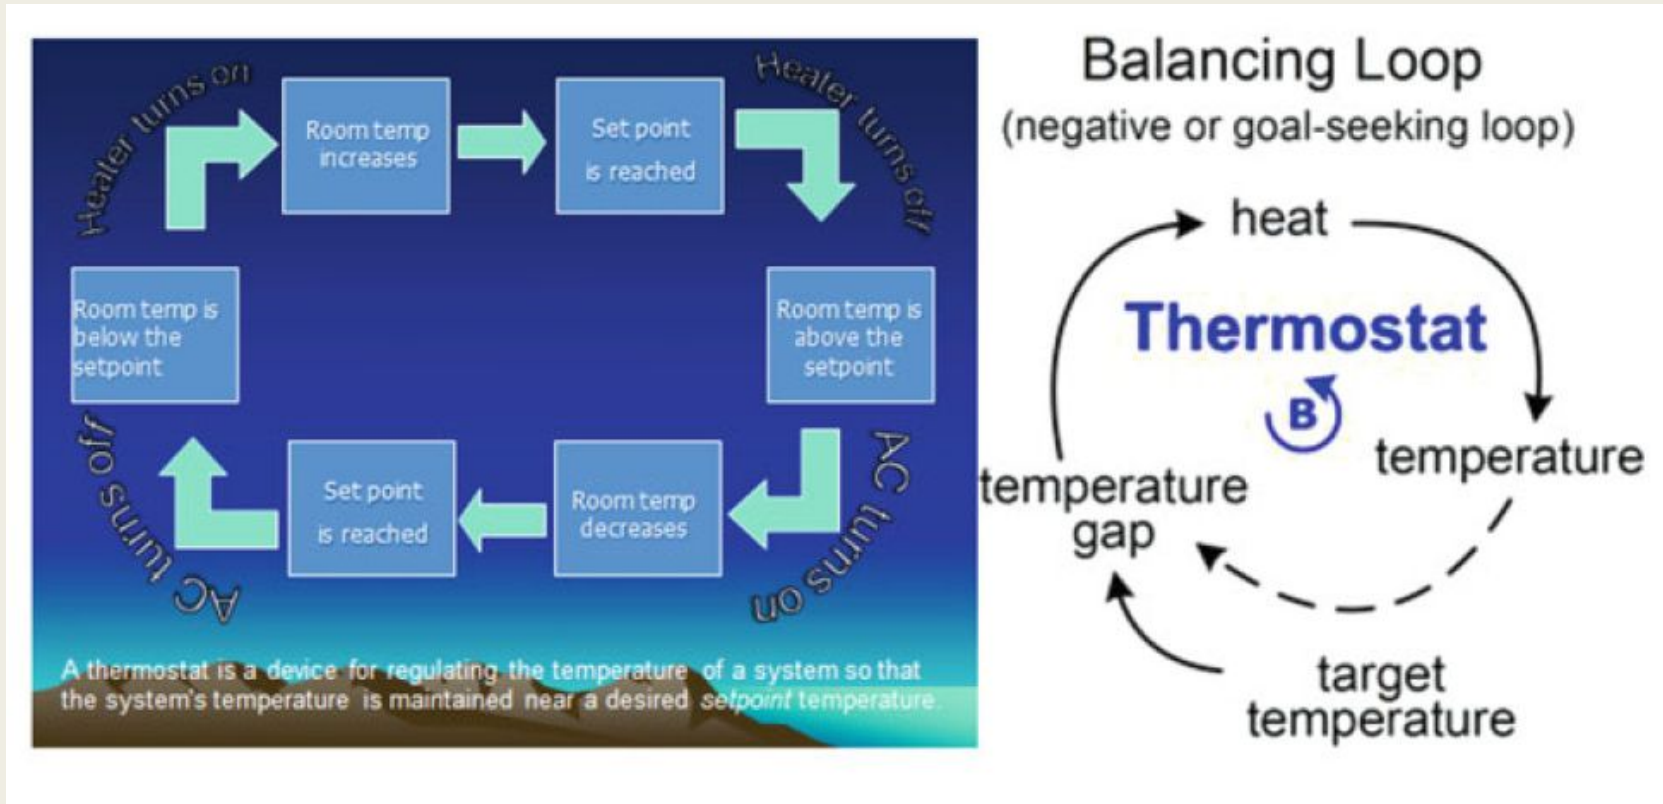 Heater turns on
Room temp
increases
Set point
is reached
Heater turns off
Room temp is
below the
setpoint
Room temp is
above the
setpoint
AC turns off
Set point
is reached
Room temp
decreases
AC turns on
A thermostat is a device for regulating the temperature of a system so that
the system's temperature is maintained near a desired setpoint temperature.
Balancing Loop
(negative or goal-seeking loop)
heat
Thermostat
B
temperature
temperature
gap
target
temperature